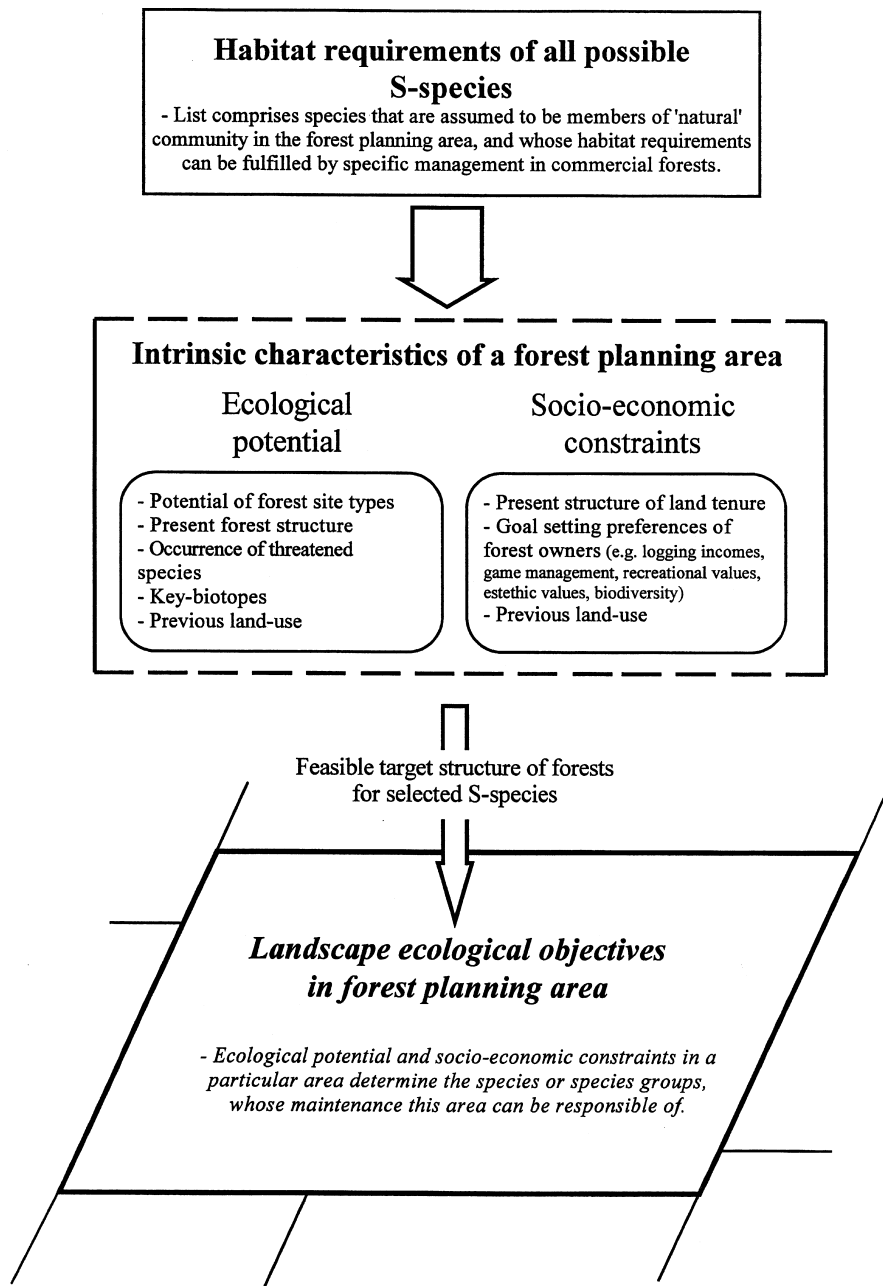 Habitat requirements of all possible
S-species
- List comprises species that are assumed to be members of 'natural'
community in the forest planning area, and whose habitat requirements
can be fulfilled by specific management in commercial forests.
Intrinsic characteristics of a forest planning area
Ecological
potential
- Potential of forest site types
- Present forest structure
- Occurrence of threatened
species
- Key-biotopes
- Previous land-use
Socio-economic
constraints
- Present structure of land tenure
- Goal setting preferences of
forest owners (e.g. logging incomes,
game management, recreational values,
estethic values, biodiversity)
- Previous land-use
Feasible target structure of forests
for selected S-species
Landscape ecological objectives
in forest planning area
- Ecological potential and socio-economic constraints in a
particular area determine the species or species groups,
whose maintenance this area can be responsible of.